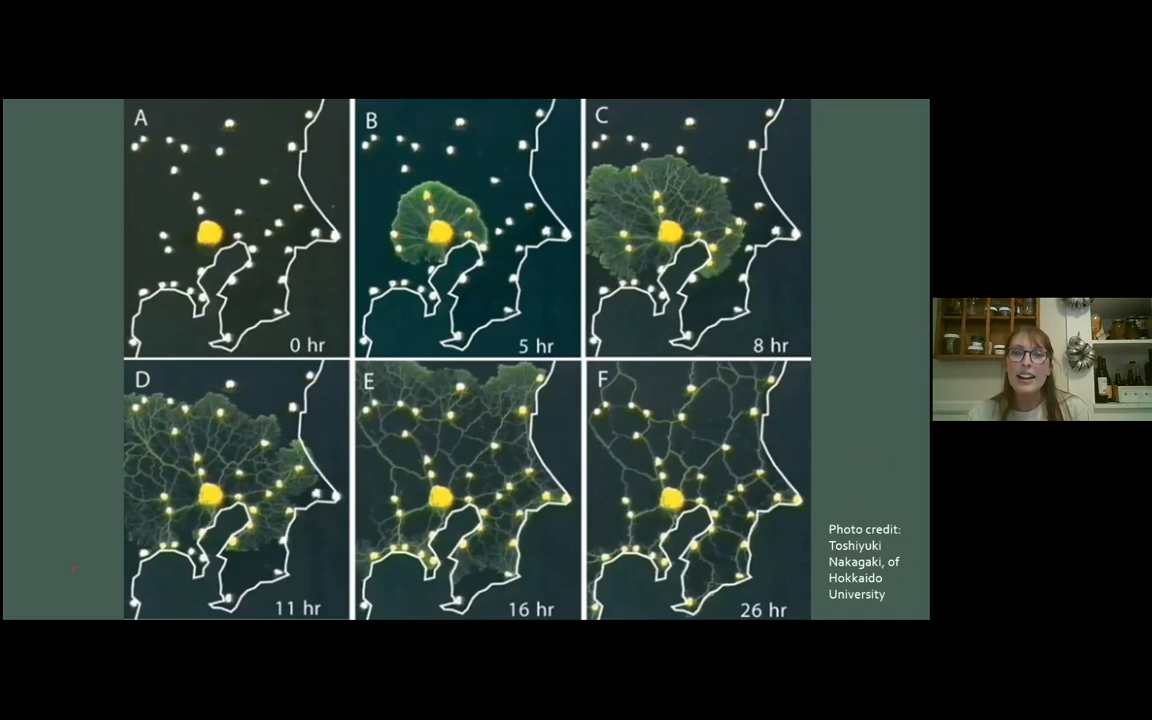 A
B
C
0 hr
5 hr
8 hr
D
E
F
11 hr
16 hr
26 hr
Photo credit:
Toshiyuki
Nakagaki, of
Hokkaido
University